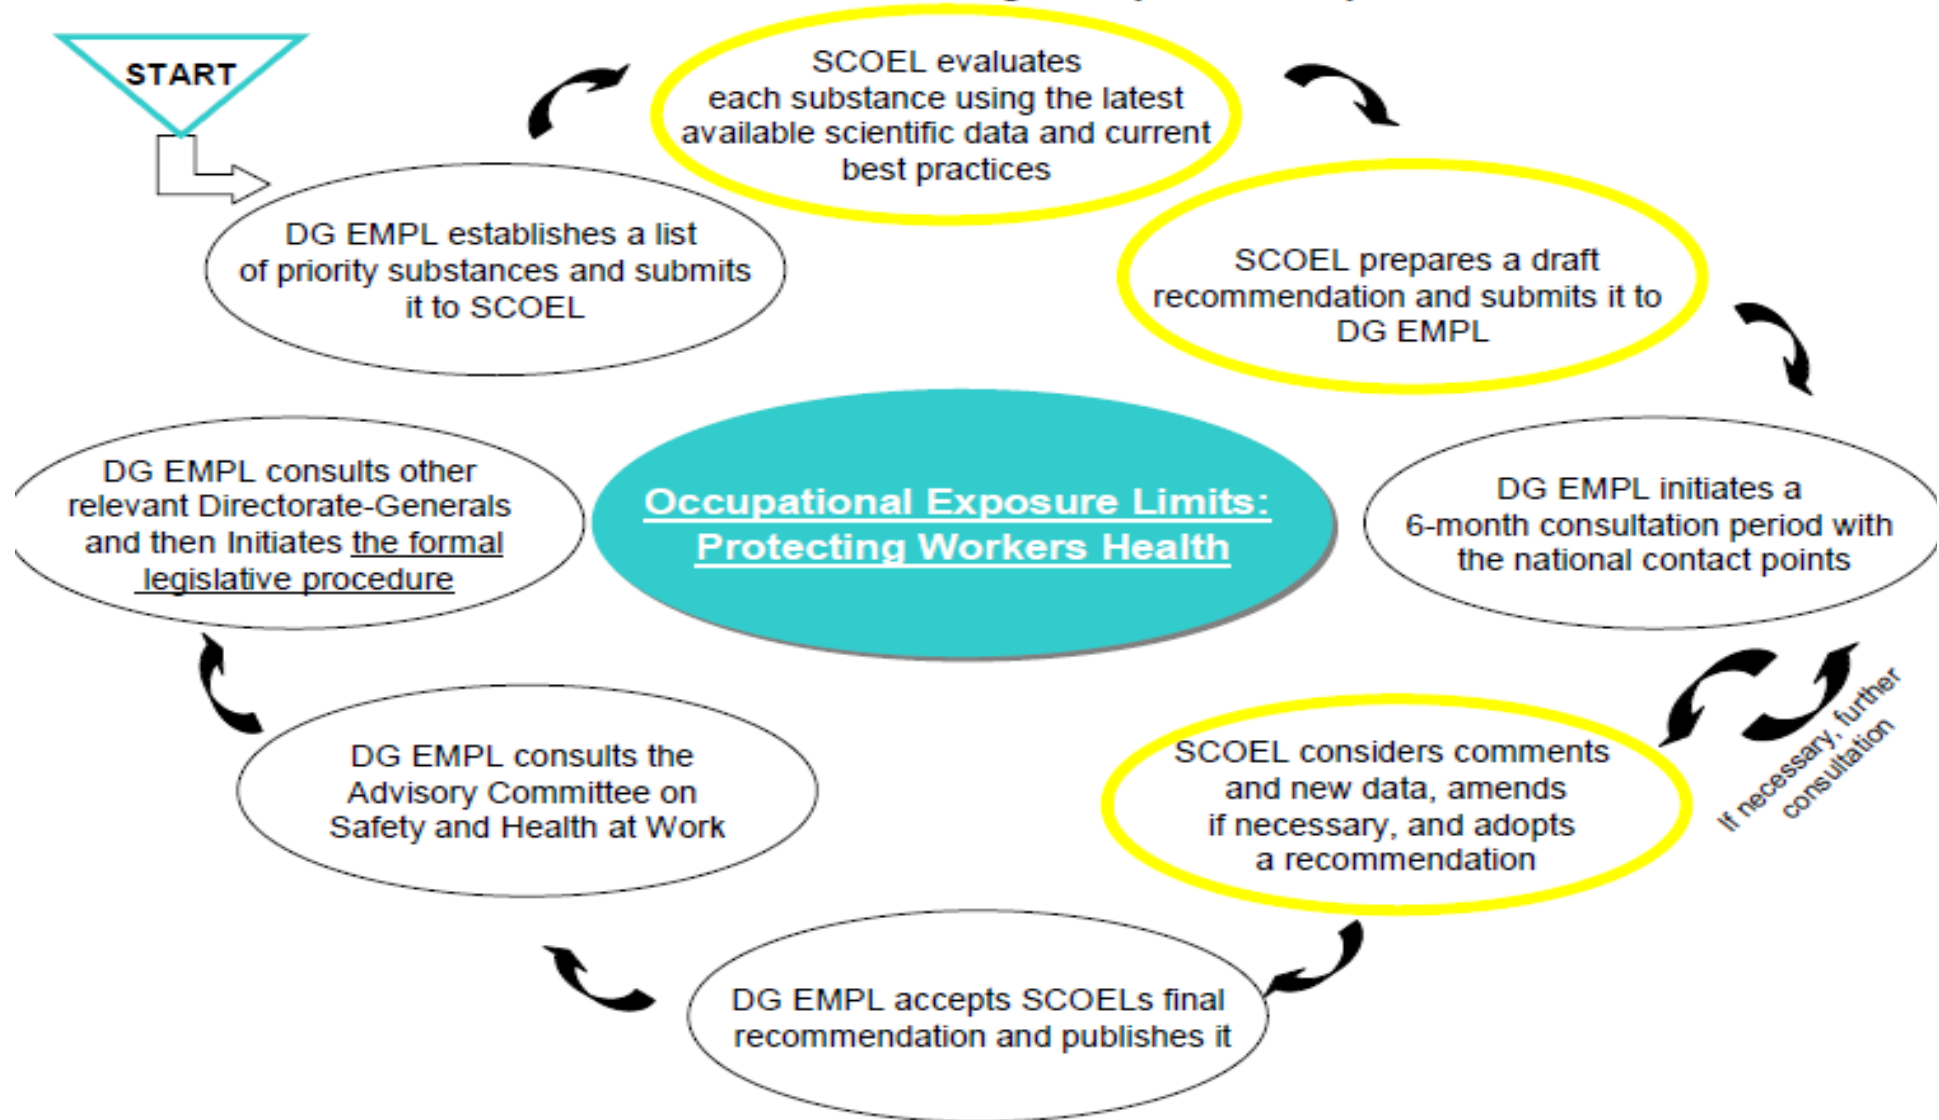 START
SCOEL evaluates
each substance using the latest
available scientific data and current
best practices
DG EMPL establishes a list
of priority substances and submits
it to SCOEL
SCOEL prepares a draft
recommendation and submits it to
DG EMPL
DG EMPL consults other
relevant Directorate-Generals
and then Initiates the formal
legislative procedure
Occupational Exposure Limits:
Protecting Workers Health
DG EMPL initiates a
6-month consultation period with
the national contact points
If necessary, further
consultation
DG EMPL consults the
Advisory Committee on
Safety and Health at Work
SCOEL considers comments
and new data, amends
if necessary, and adopts
a recommendation
DG EMPL accepts SCOELs final
recommendation and publishes it